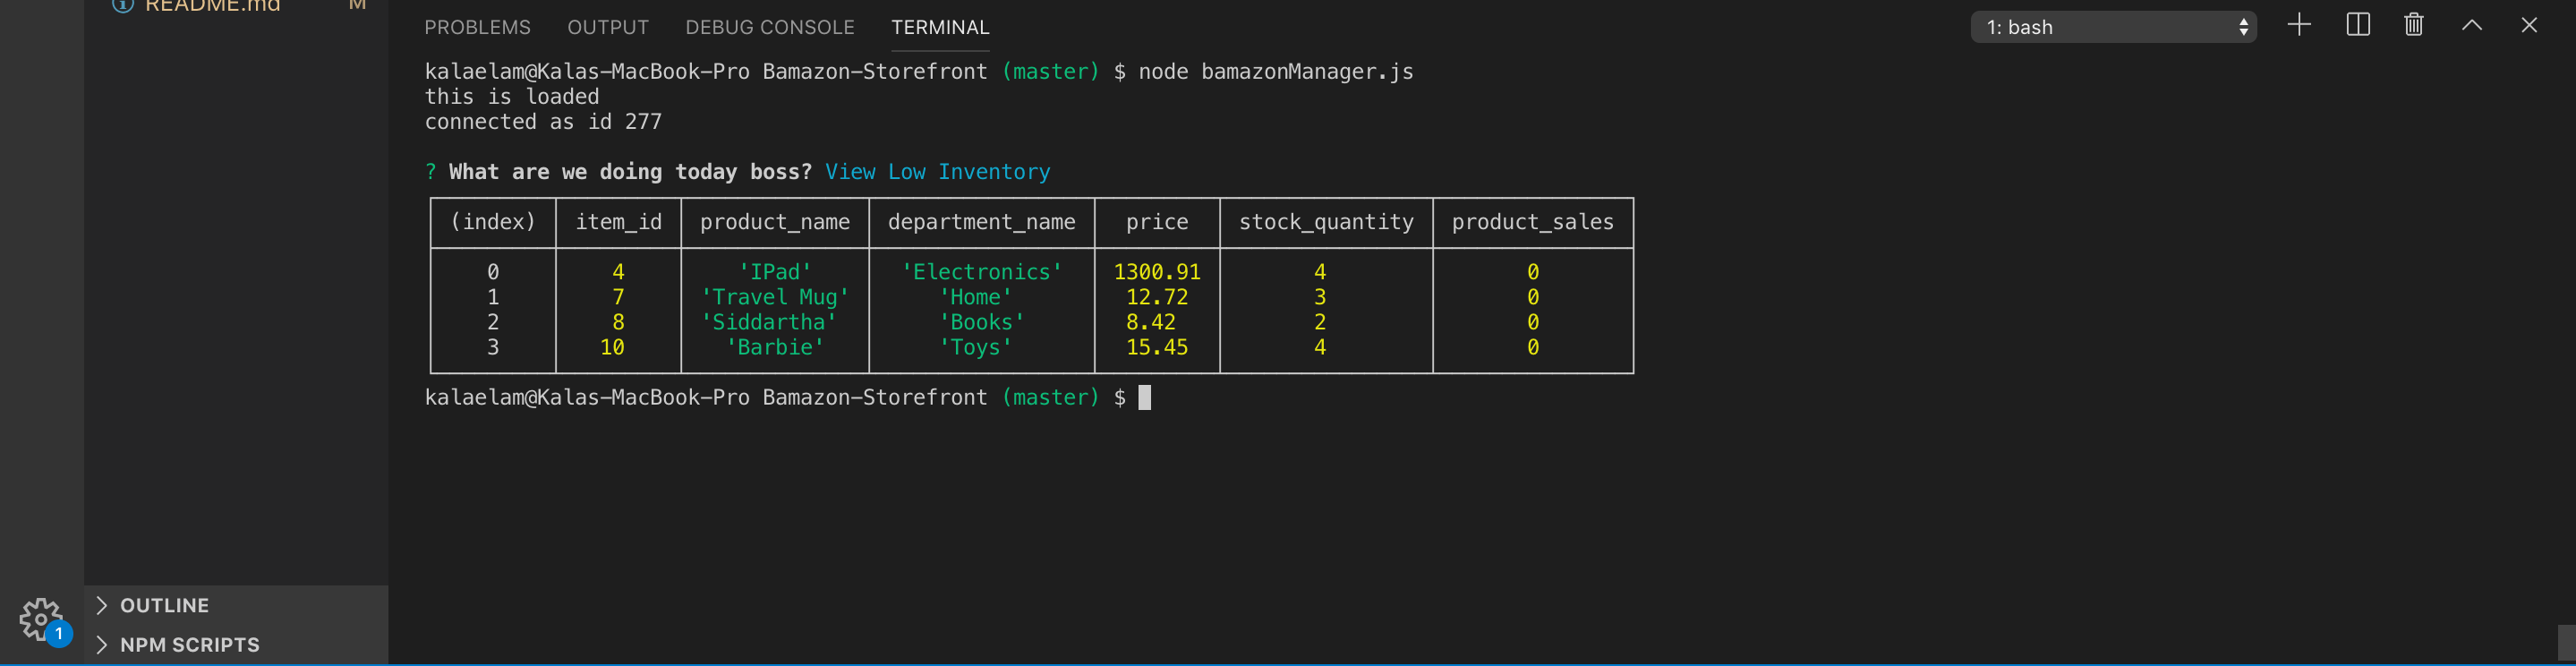 README.md M
PROBLEMS OUTPUT DEBUG CONSOLE TERMINAL 1: bash
kalaelam@Kalas-MacBook-Pro Bamazon-Storefront (master) $ node bamazonManager.js
this is loaded
connected as id 277
? What are we doing today boss? View Low Inventory
(index) item_id product_name department_name price stock_quantity product_sales
0 4 'IPad' 'Electronics' 1300.91 4 0
1 7 'Travel Mug' 'Home' 12.72 3 0
2 8 'Siddartha' 'Books' 8.42 2 0
3 10 'Barbie' 'Toys' 15.45 4 0
kalaelam@Kalas-MacBook-Pro Bamazon-Storefront (master) $
OUTLINE
1
NPM SCRIPTS